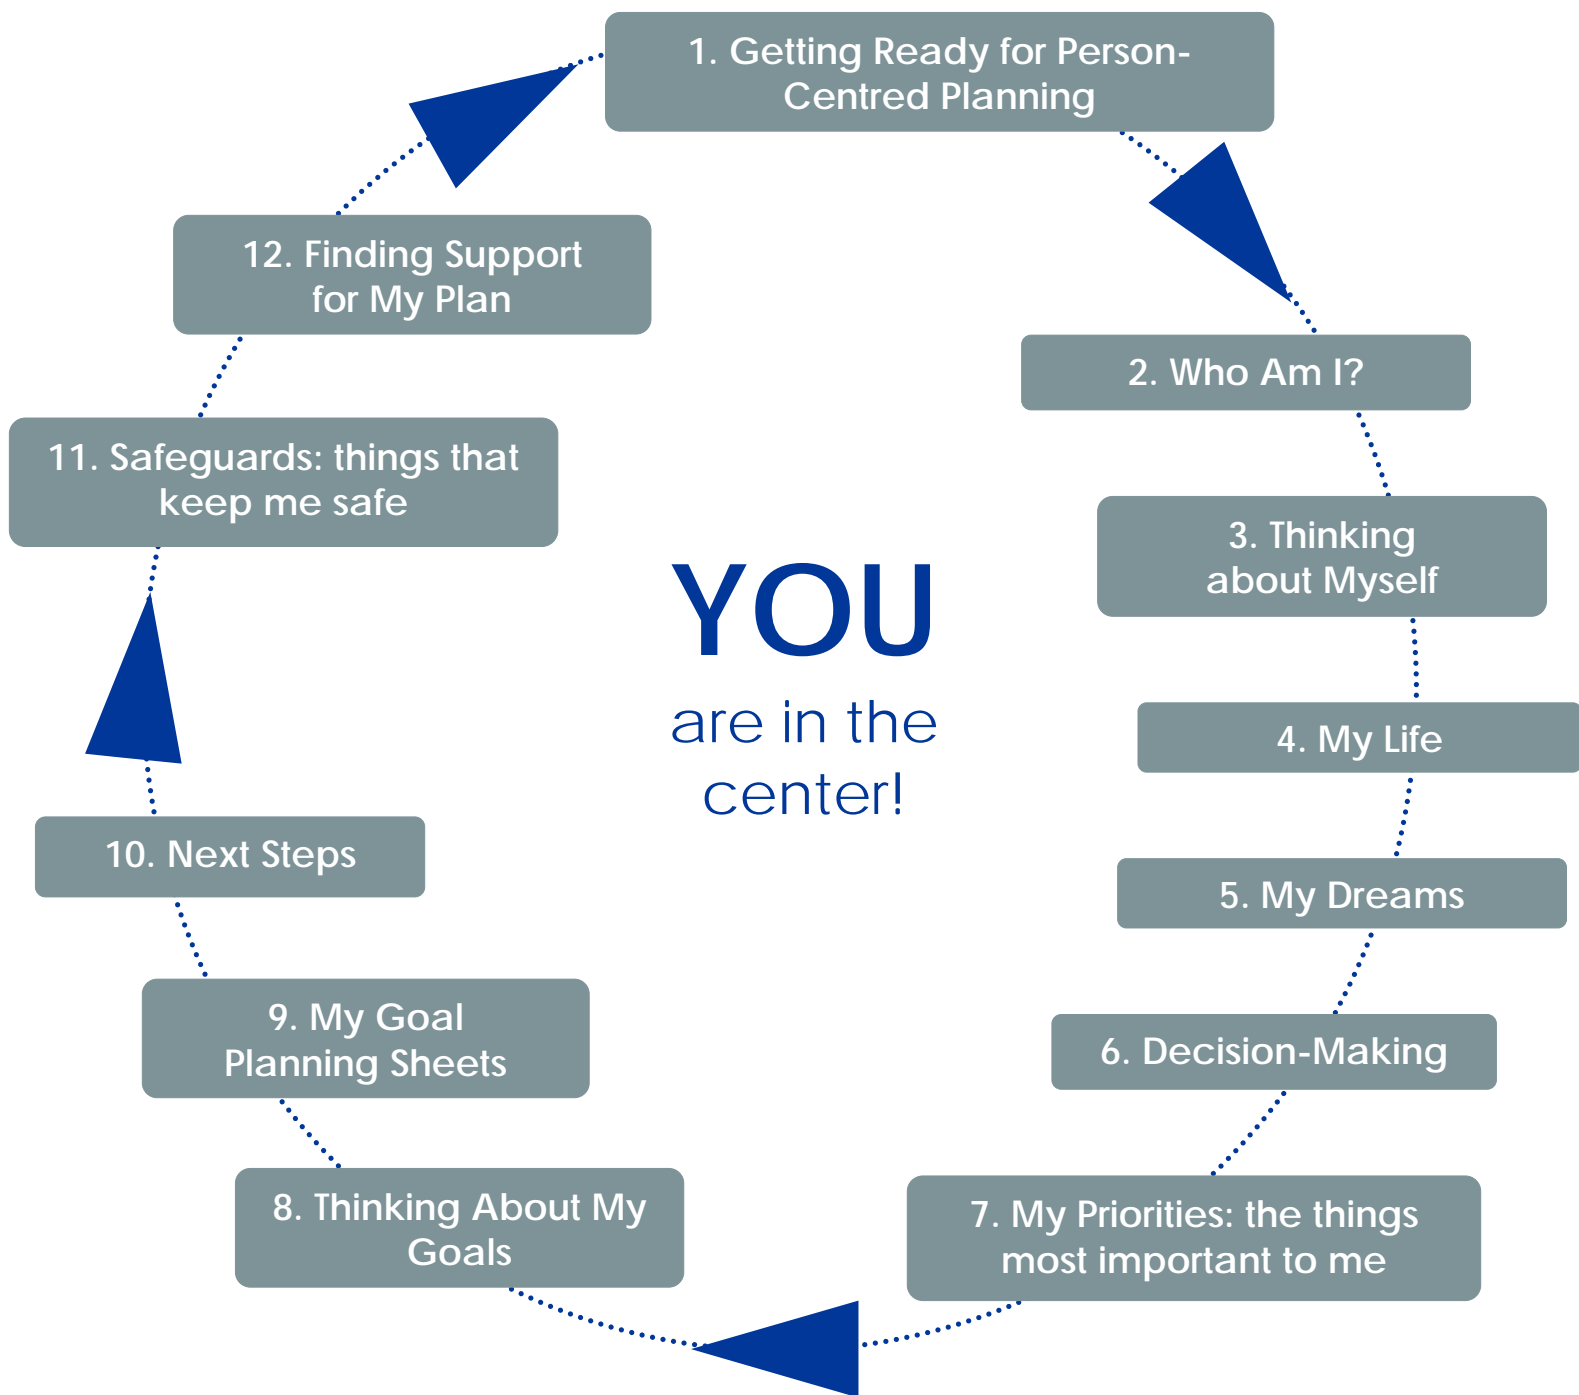 1. Getting Ready for Person-
Centred Planning
2. Who Am I?
3. Thinking
about Myself
4. My Life
5. My Dreams
6. Decision-Making
7. My Priorities: the things
most important to me
8. Thinking About My
Goals
9. My Goal
Planning Sheets
10. Next Steps
11. Safeguards: things that
keep me safe
12. Finding Support
for My Plan
YOU
are in the
center!